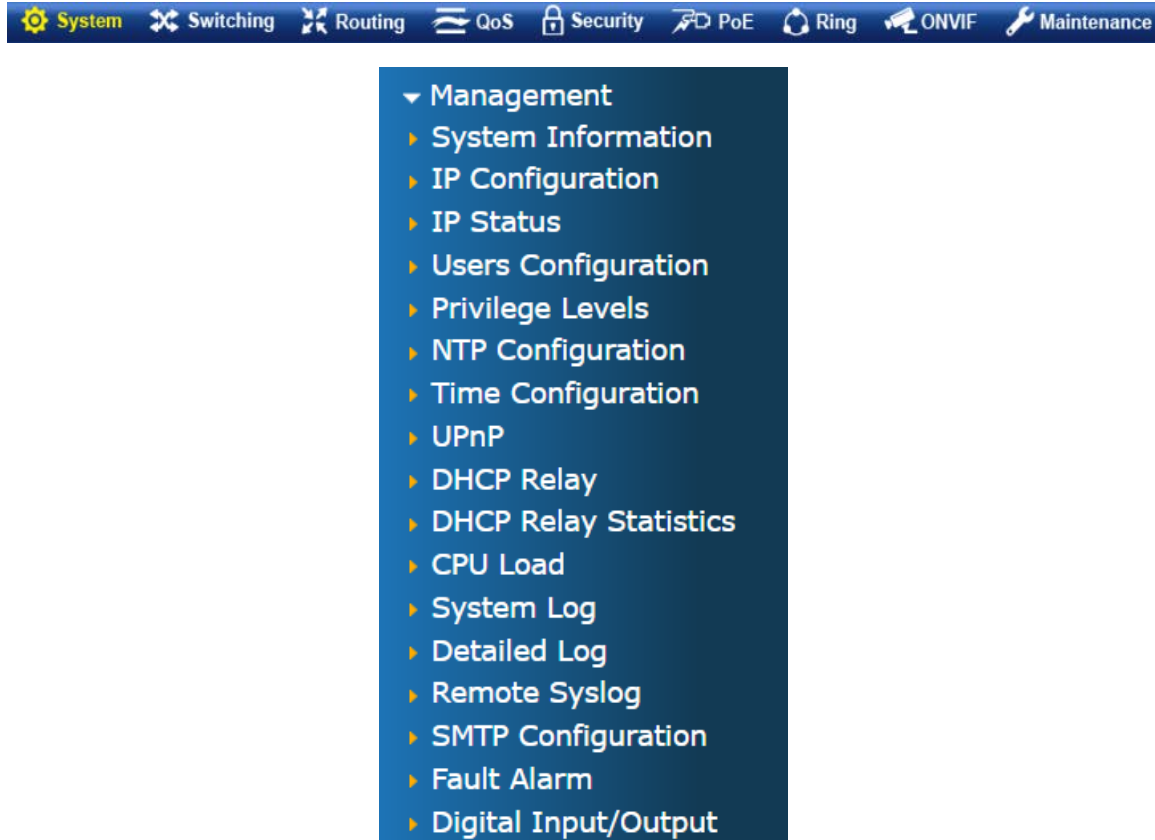 System Switching Routing QoS Security PoE Ring ONVIF Maintenance
Management
System Information
IP Configuration
IP Status
Users Configuration
Privilege Levels
NTP Configuration
Time Configuration
UPnP
DHCP Relay
DHCP Relay Statistics
CPU Load
System Log
Detailed Log
Remote Syslog
SMTP Configuration
Fault Alarm
Digital Input/Output